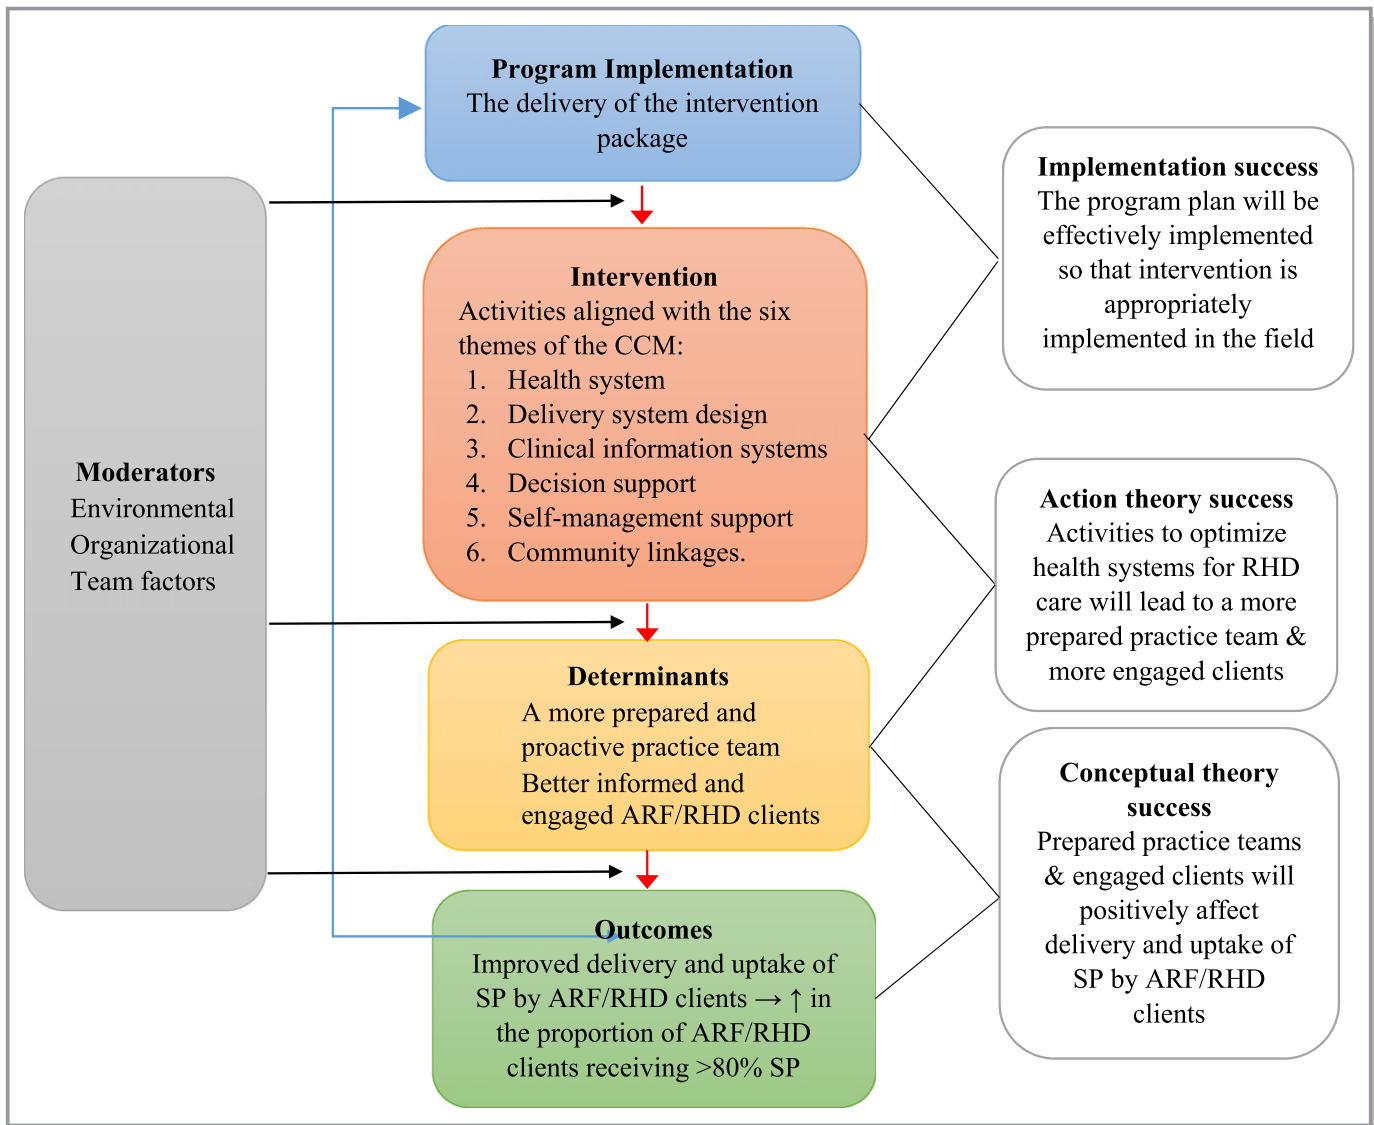 Program Implementation
The delivery of the intervention
package
Implementation success
The program plan will be
effectively implemented
so that intervention is
appropriately
implemented in the field
Intervention
Activities aligned with the six
themes of the CCM:
1. Health system
2. Delivery system design
3. Clinical information systems
4. Decision support
5. Self-management support
6. Community linkages.
Moderators
Environmental
Organizational
Team factors
Action theory success
Activities to optimize
health systems for RHD
care will lead to a more
prepared practice team &
more engaged clients
Determinants
A more prepared and
proactive practice team
Better informed and
engaged ARF/RHD clients
Conceptual theory
success
Prepared practice teams
& engaged clients will
positively affect
delivery and uptake of
SP by ARF/RHD
clients
Outcomes
Improved delivery and uptake of
SP by ARF/RHD clients → ↑ in
the proportion of ARF/RHD
clients receiving >80% SP